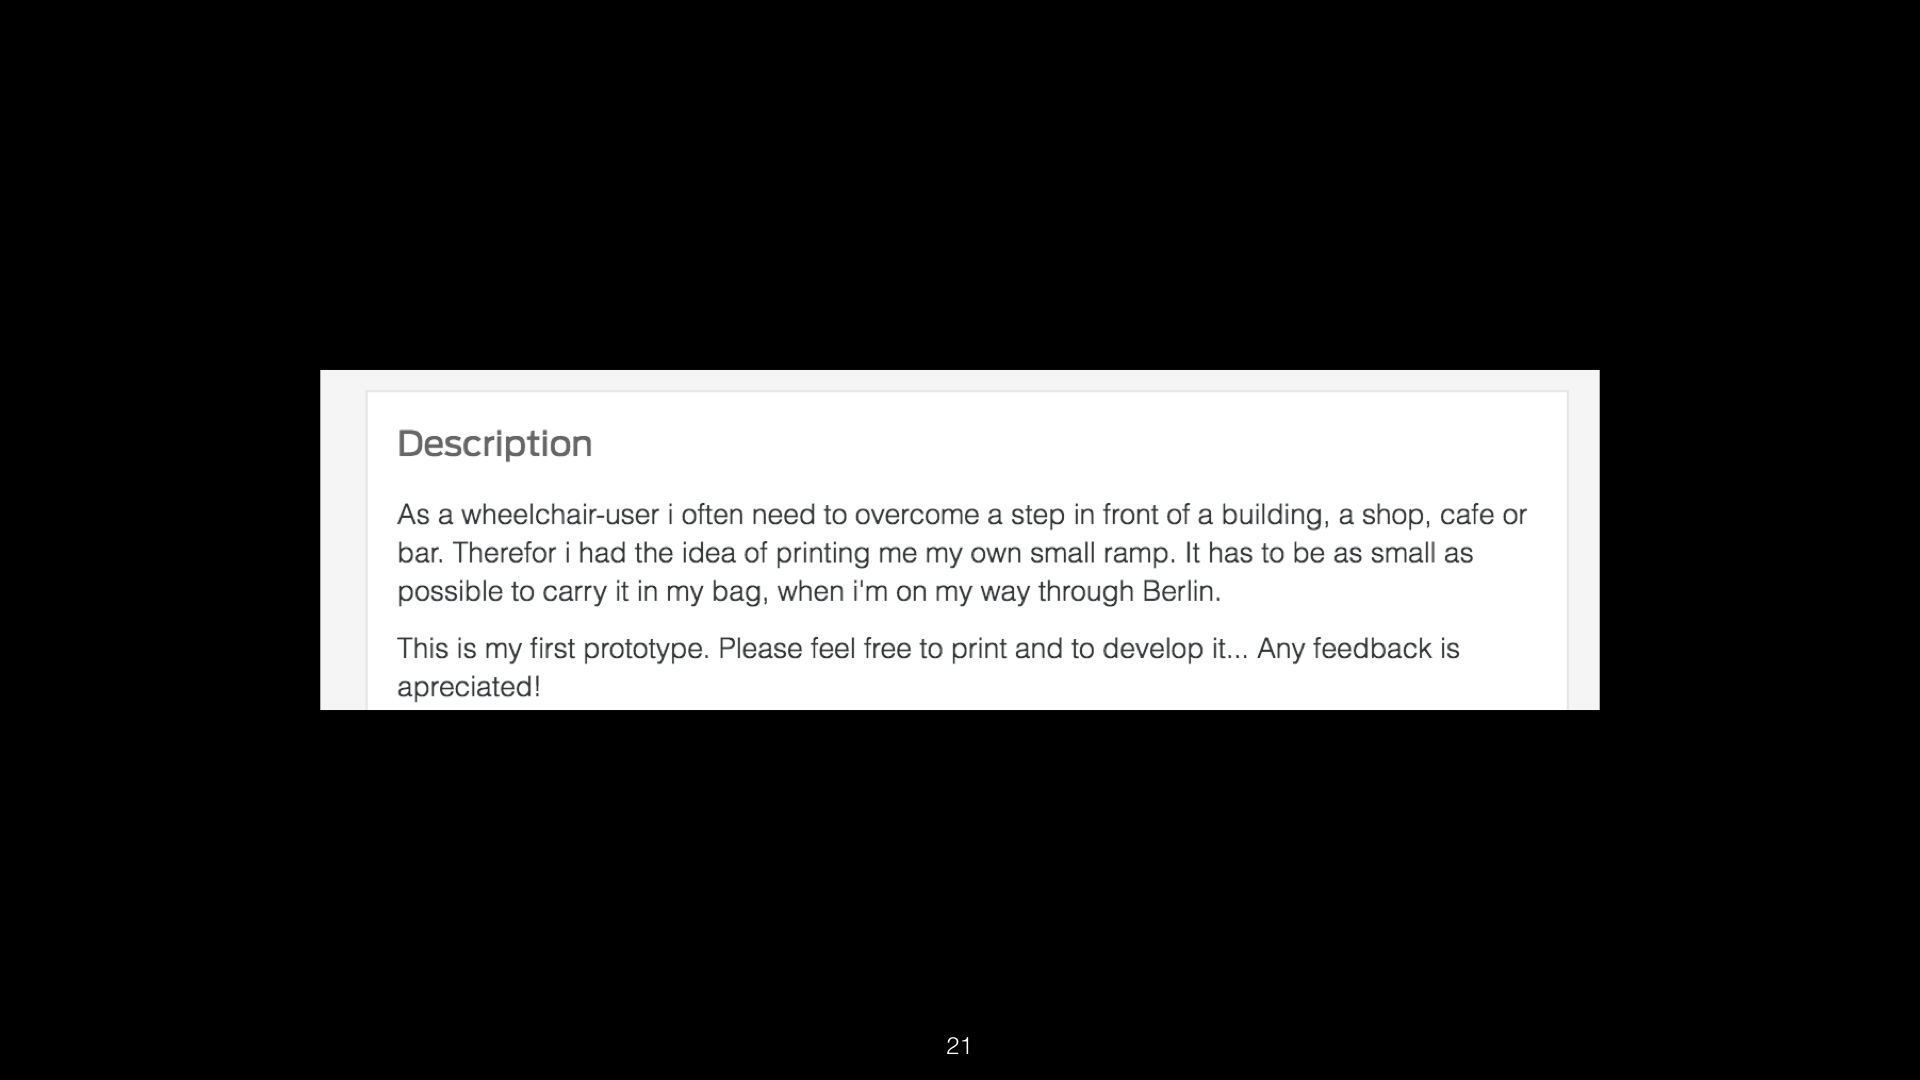 Description
As a wheelchair-user i often need to overcome a step in front of a building, a shop, cafe or
bar. Therefor i had the idea of printing me my own small ramp. It has to be as small as
possible to carry it in my bag, when i'm on my way through Berlin.
This is my first prototype. Please feel free to print and to develop it... Any feedback is
apreciated!
21